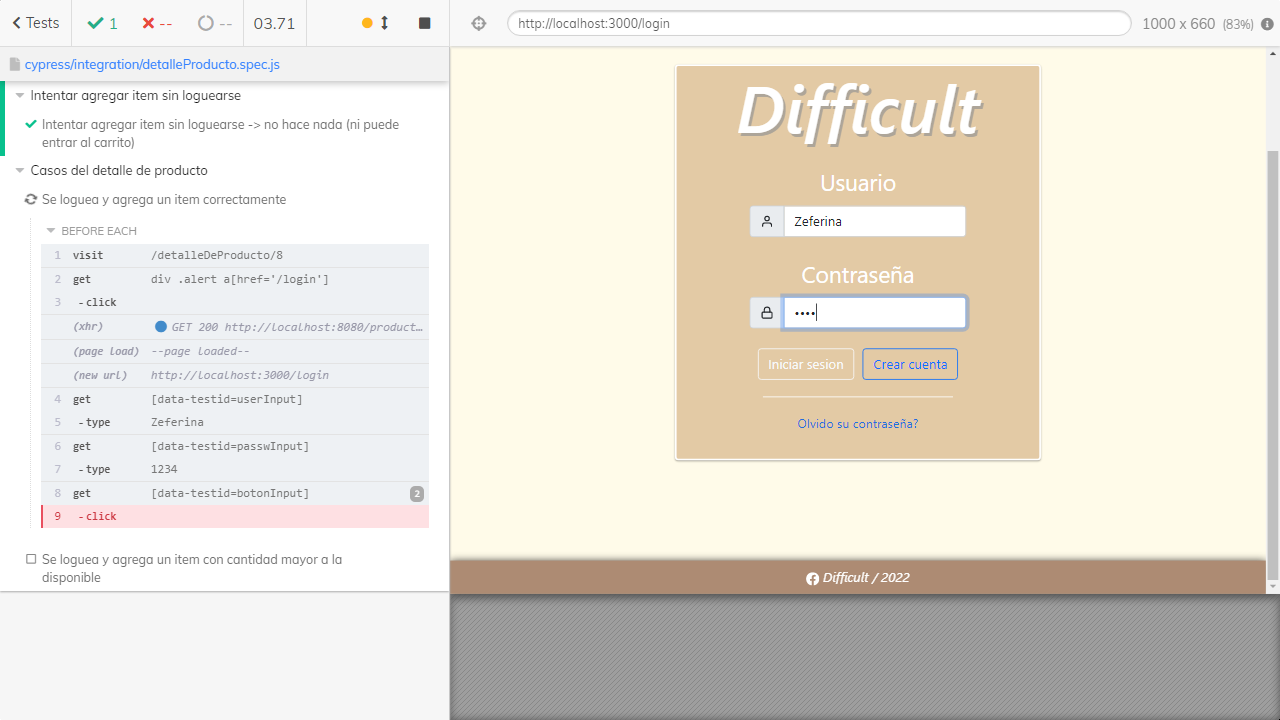 Tests
1
--
--
03.71
http://localhost:3000/login
1000 x 660 (83%)
cypress/integration/detalleProducto.spec.js
Intentar agregar item sin loguearse
Intentar agregar item sin loguearse -> no hace nada (ni puede
entrar al carrito)
Casos del detalle de producto
Se loguea y agrega un item correctamente
BEFORE EACH
1 visit /detalleDeProducto/8
2 get div .alert a[href='/login']
3 -click
(xhr) GET 200 http://localhost:8080/product…
(page load) --page loaded--
(new url) http://localhost:3000/login
4 get [data-testid=userInput]
5 -type Zeferina
6 get [data-testid=passwInput]
7 -type 1234
8 get [data-testid=botonInput] 2
9 -click
Se loguea y agrega un item con cantidad mayor a la
disponible
Difficult
Usuario
Zeferina
Contraseña
••••
Iniciar sesion
Crear cuenta
Olvido su contraseña?
Difficult / 2022